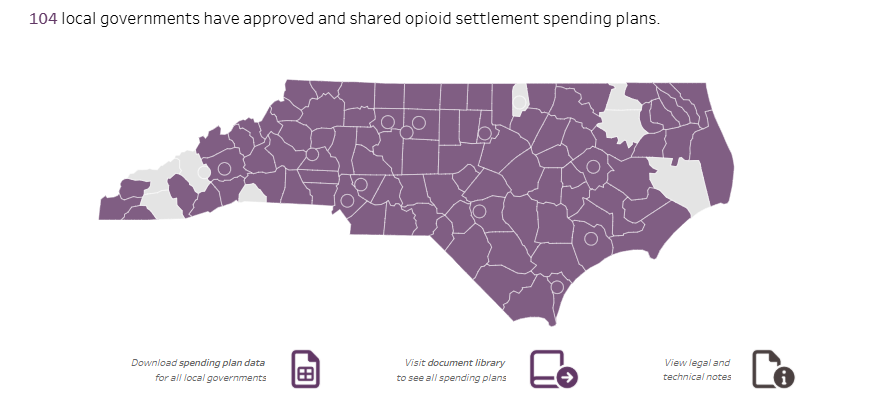 104 local governments have approved and shared opioid settlement spending plans.
Download spending plan data
for all local governments
Visit document library
to see all spending plans
View legal and
technical notes